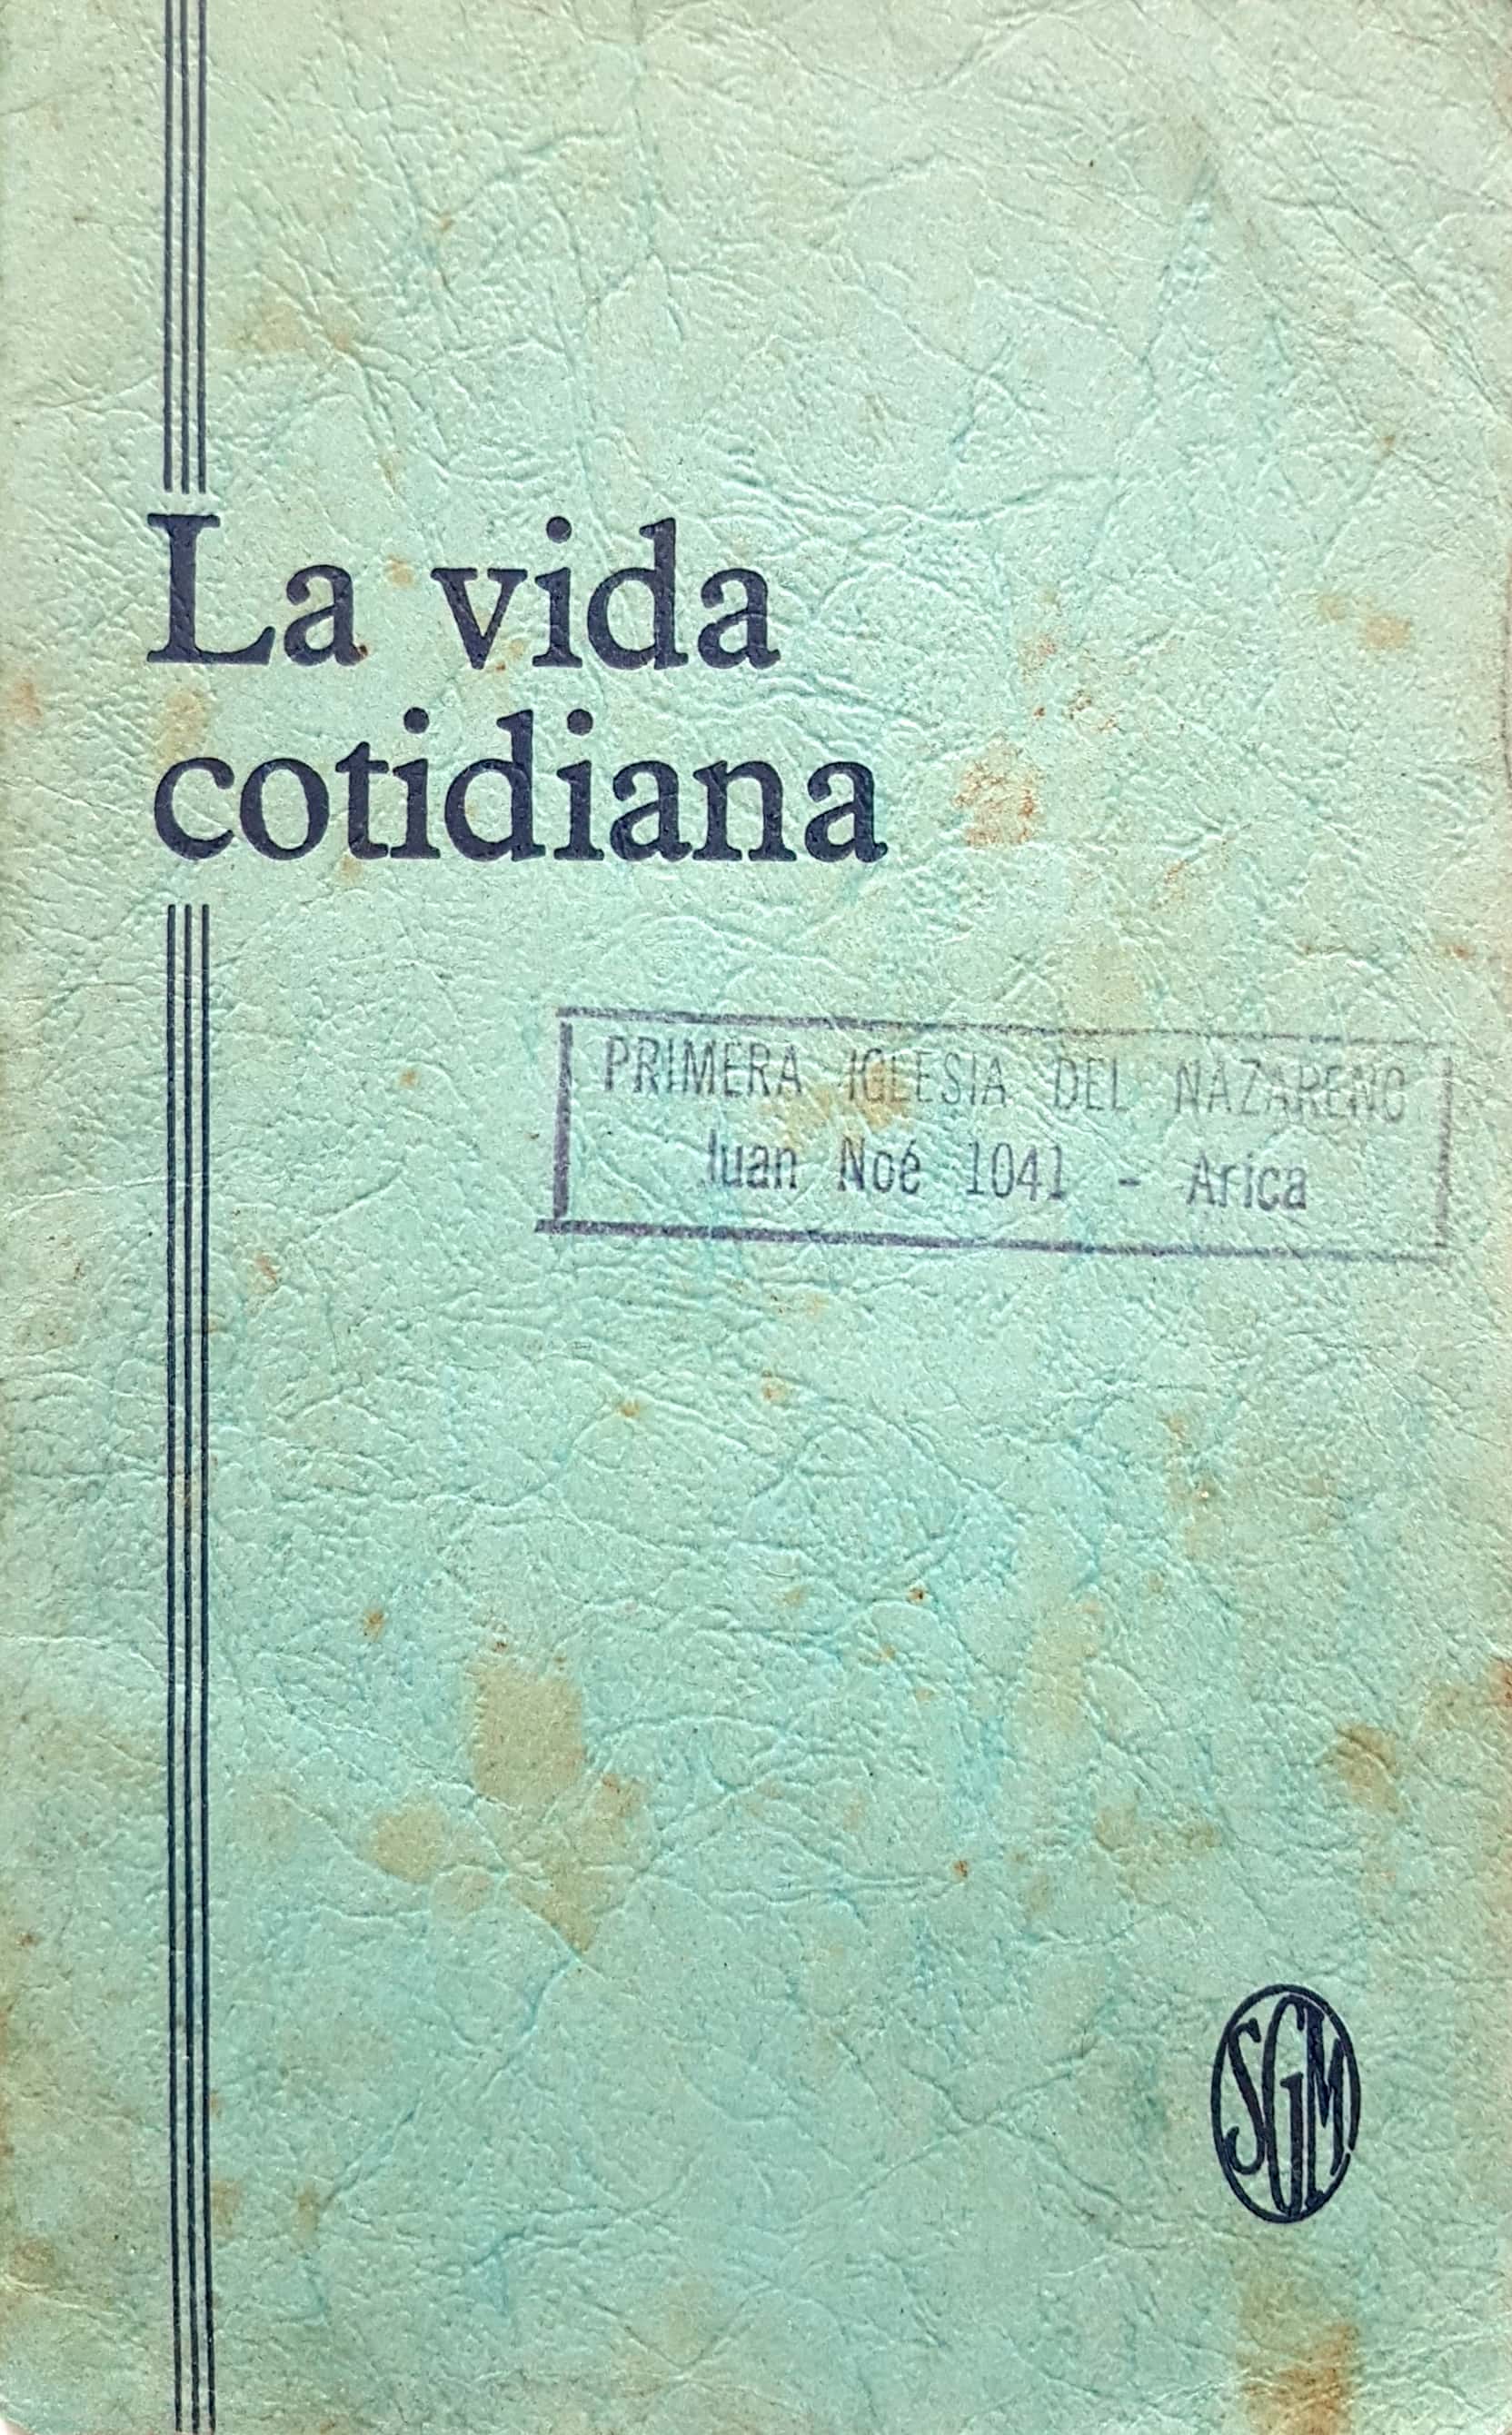 La vida
cotidiana
PRIMERA IGLESIA DEL NAZARENO
Juan Noé 1041 - Arica
SGM